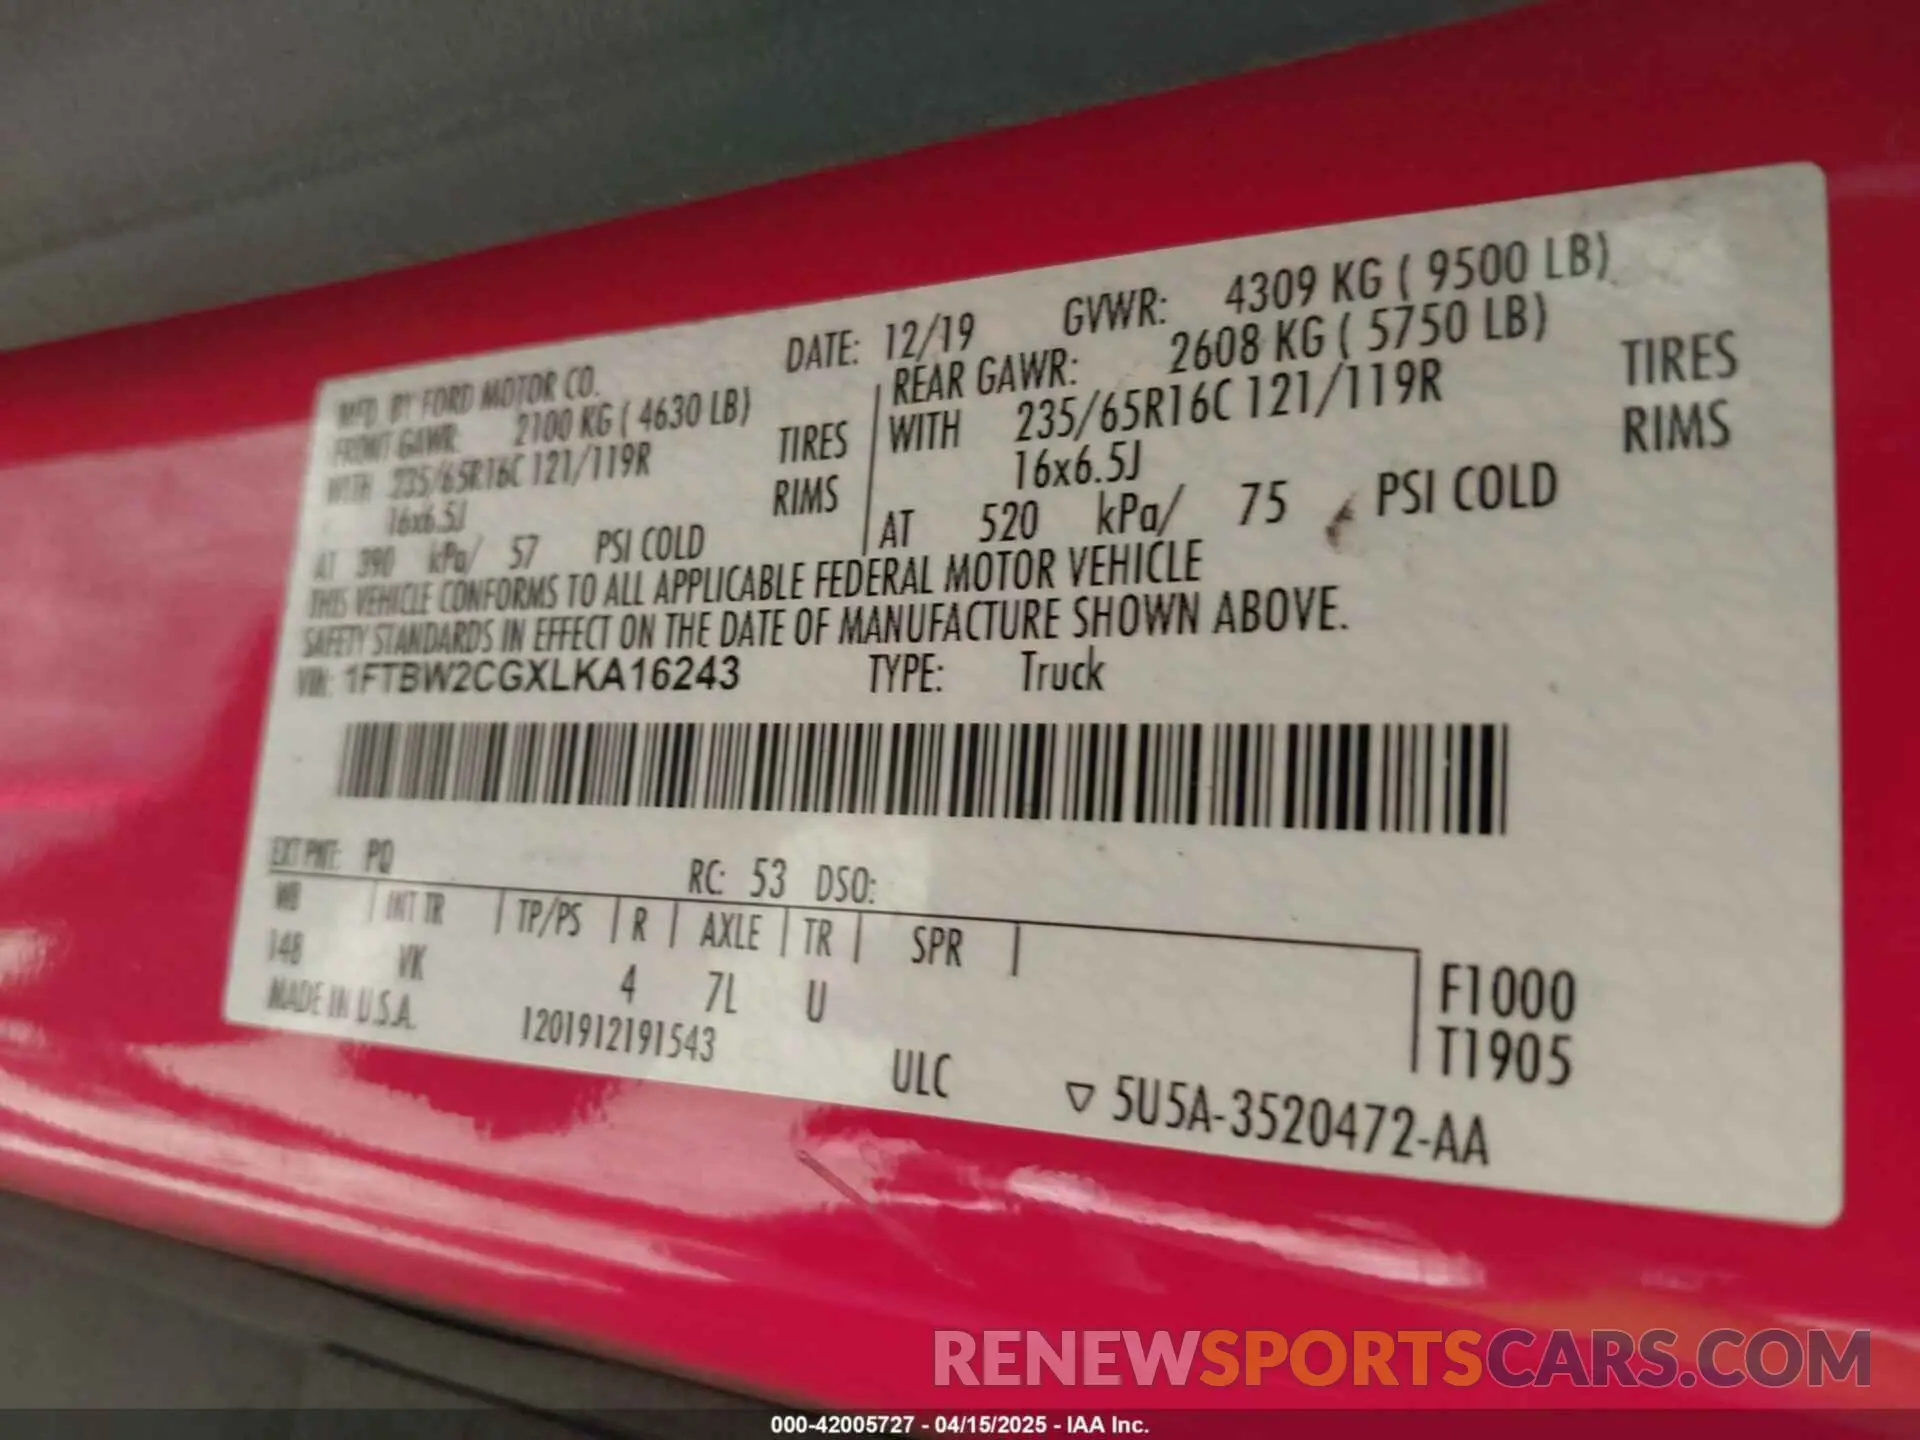 MFD. BY FORD MOTOR CO.
DATE: 12/19 GVWR: 4309 KG ( 9500 LB)
FRONT GAWR: 2100 KG ( 4630 LB)
REAR GAWR: 2608 KG ( 5750 LB)
WITH 235/65R16C 121/119R TIRES
WITH 235/65R16C 121/119R TIRES
16x6.5J RIMS
16x6.5J RIMS
AT 390 kPa/ 57 PSI COLD
AT 520 kPa/ 75 PSI COLD
THIS VEHICLE CONFORMS TO ALL APPLICABLE FEDERAL MOTOR VEHICLE
SAFETY STANDARDS IN EFFECT ON THE DATE OF MANUFACTURE SHOWN ABOVE.
VIN: 1FTBW2CGXLKA16243 TYPE: Truck
EXT PNT: PQ RC: 53 DSO:
WB INT TR TP/PS R AXLE TR SPR
148 VK 4 7L U
F1000
T1905
MADE IN U.S.A.
1201912191543
ULC
▽ 5U5A-3520472-AA
RENEWSPORTSCARS.COM
000-42005727 - 04/15/2025 - IAA Inc.